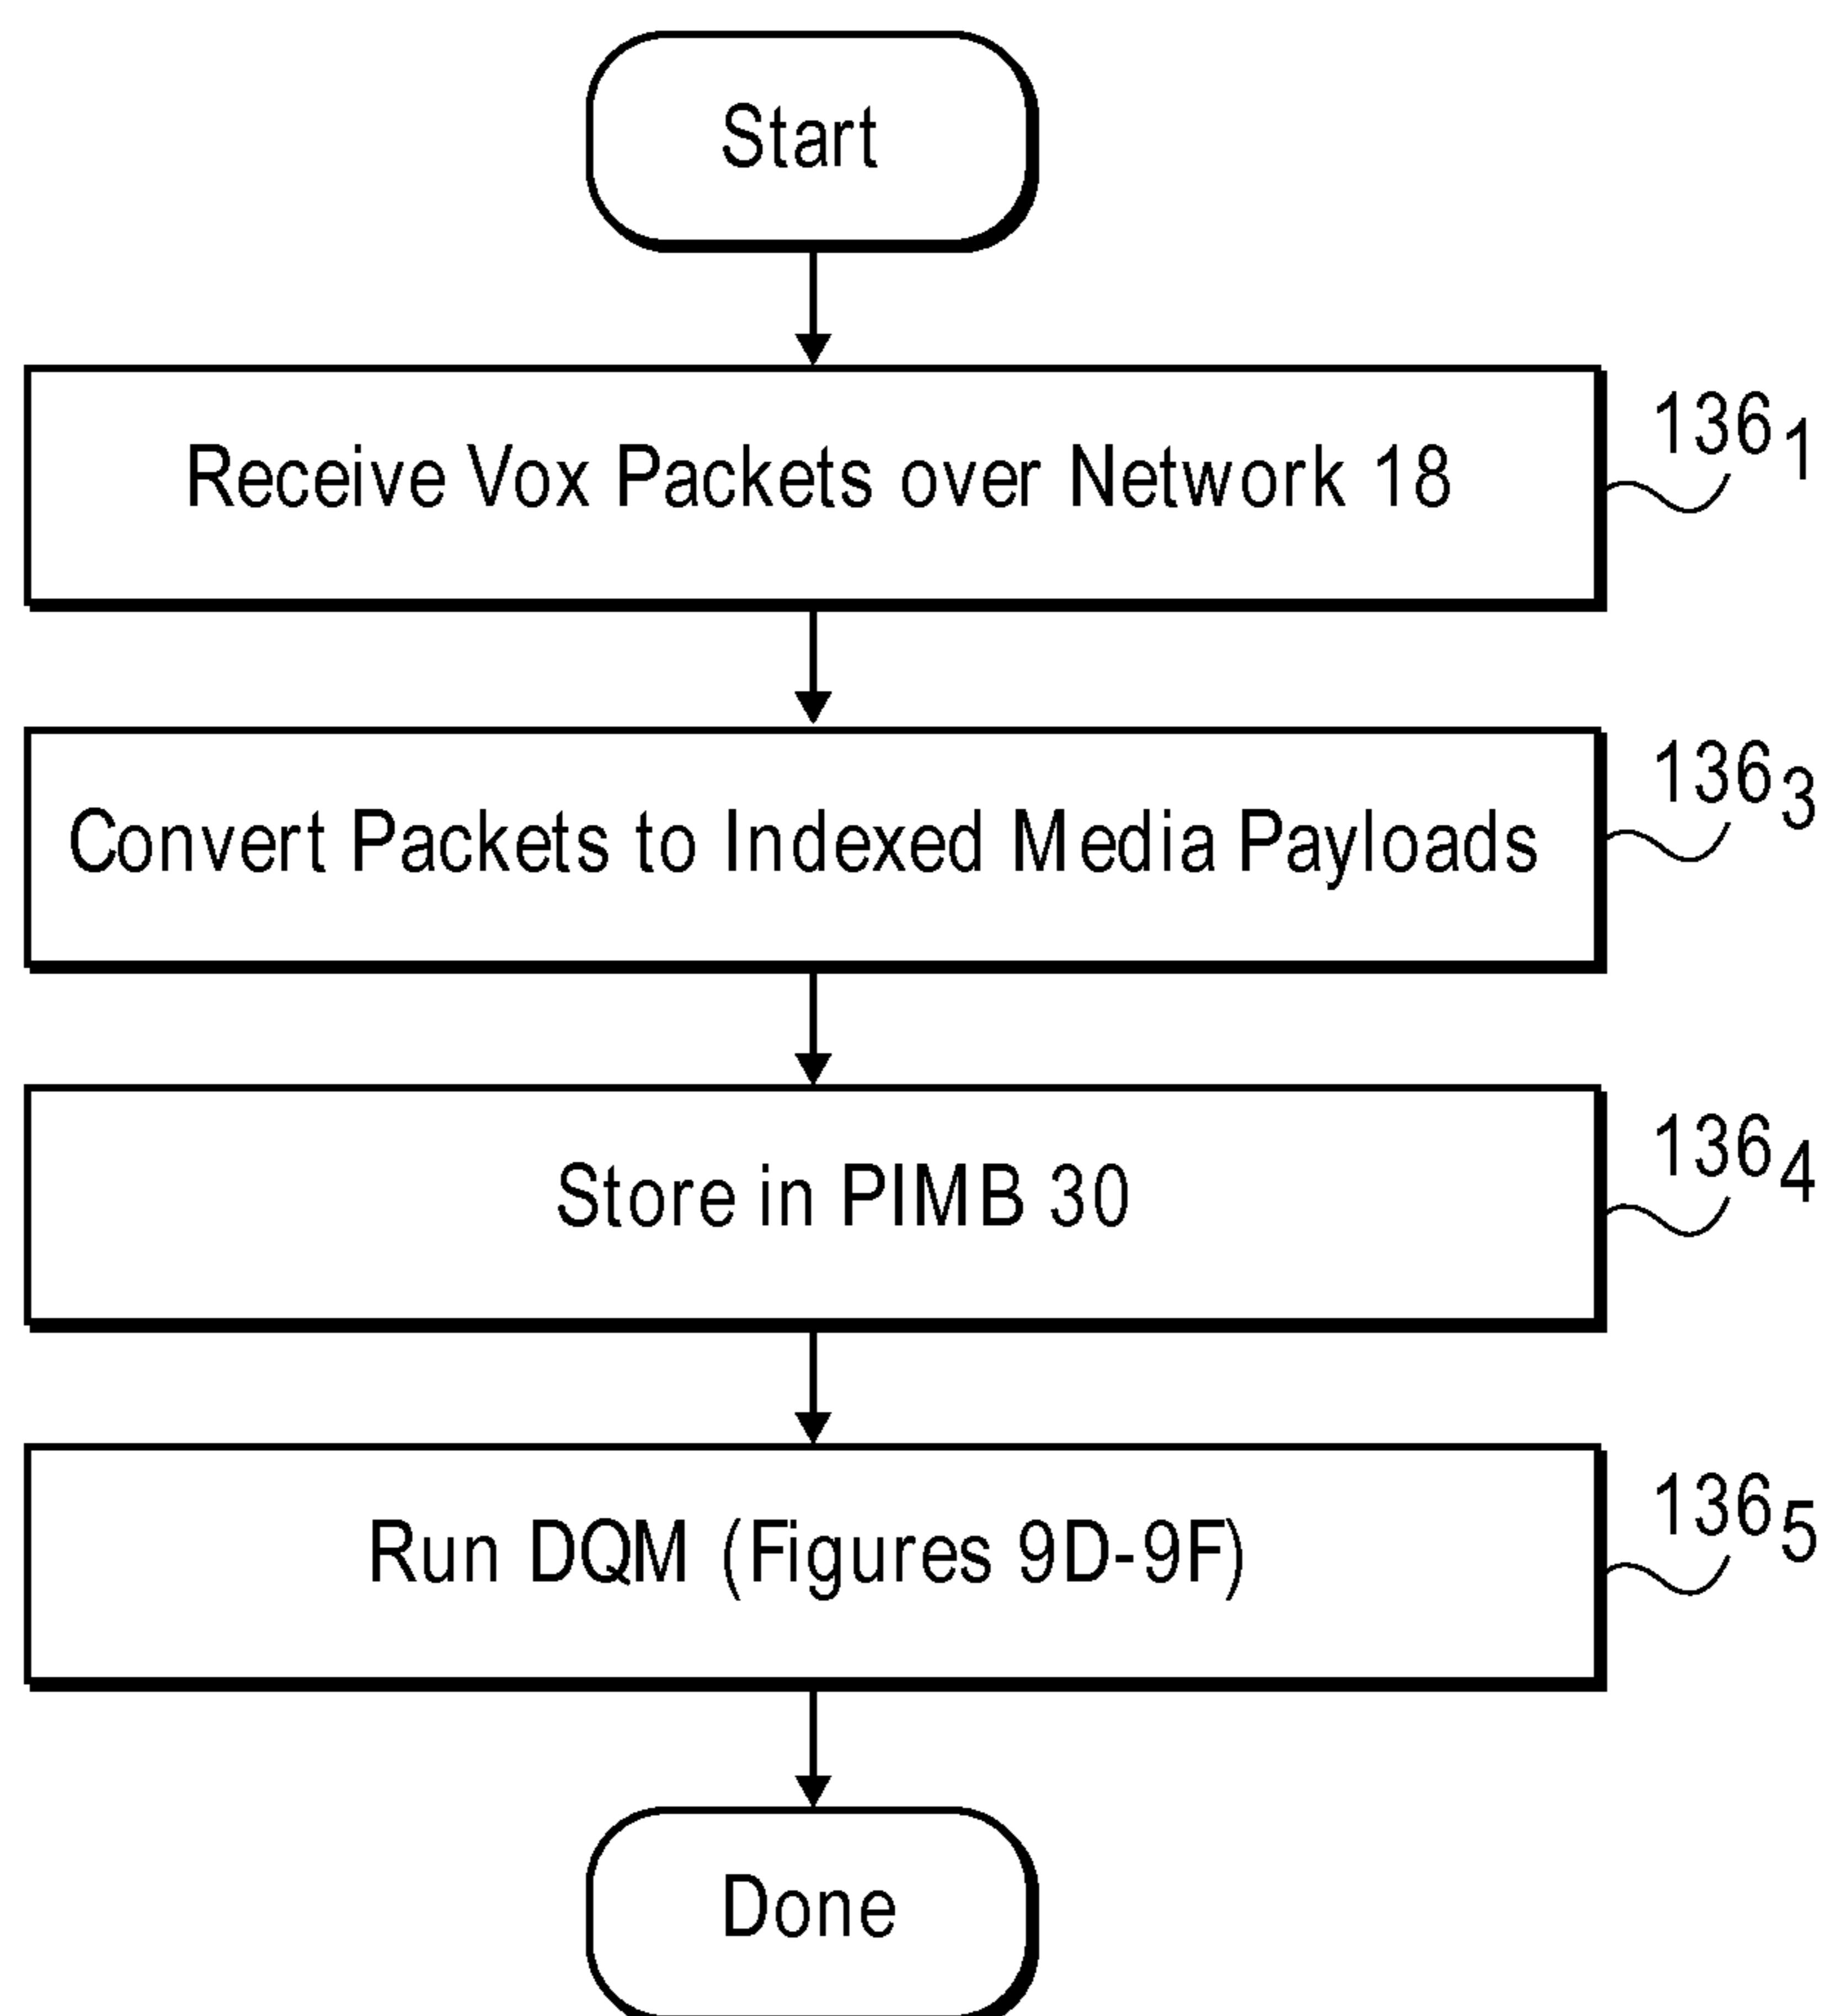 Start
Receive Vox Packets over Network 18
136₁
Convert Packets to Indexed Media Payloads
136₃
Store in PIMB 30
136₄
Run DQM (Figures 9D-9F)
136₅
Done